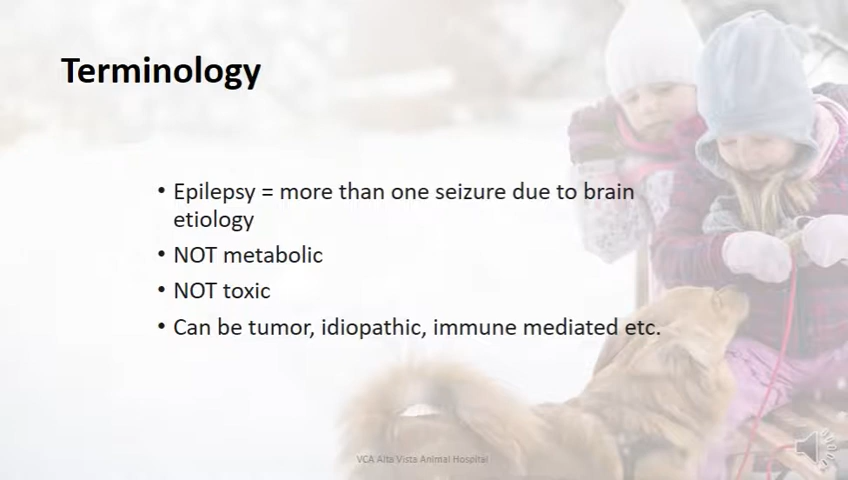 Terminology
• Epilepsy = more than one seizure due to brain
etiology
• NOT metabolic
• NOT toxic
• Can be tumor, idiopathic, immune mediated etc.
VCA Alta Vista Animal Hospital